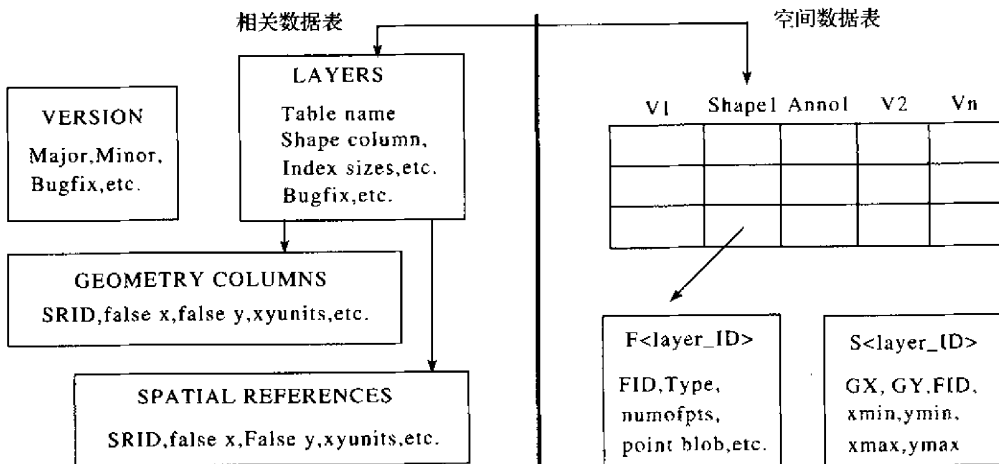 相关数据表
空间数据表
LAYERS
Table name
Shape column,
Index sizes,etc.
Bugfix,etc.
VERSION
Major,Minor,
Bugfix,etc.
GEOMETRY COLUMNS
SRID,false x,false y,xyunits,etc.
SPATIAL REFERENCES
SRID,false x,False y,xyunits,etc.
V1 Shape1 Anno1 V2 Vn
F<layer_ID>
FID,Type,
numofpts,
point blob,etc.
S<layer_ID>
GX, GY,FID,
xmin,ymin,
xmax,ymax